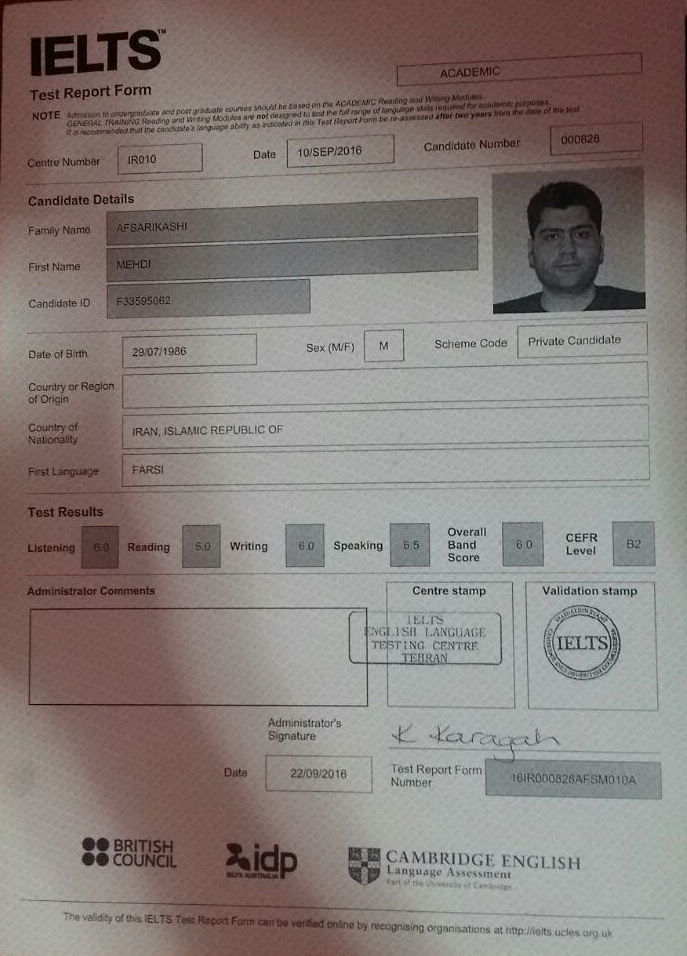 IELTS™
Test Report Form
ACADEMIC
NOTE Admission to undergraduate and post graduate courses should be based on the ACADEMIC Reading and Writing Modules.
GENERAL TRAINING Reading and Writing Modules are not designed to test the full range of language skills required for academic purposes.
It is recommended that the candidate's language ability as indicated in this Test Report Form be re-assessed after two years from the date of the test.
Centre Number IR010 Date 10/SEP/2016 Candidate Number 000826
Candidate Details
Family Name AFSARIKASHI
First Name MEHDI
Candidate ID F33595062
Date of Birth 29/07/1986 Sex (M/F) M Scheme Code Private Candidate
Country or Region
of Origin
Country of
Nationality IRAN, ISLAMIC REPUBLIC OF
First Language FARSI
Test Results
Listening 6.0 Reading 5.0 Writing 6.0 Speaking 6.5 Overall Band Score 6.0 CEFR Level B2
Administrator Comments
Centre stamp
Validation stamp
IELTS
ENGLISH LANGUAGE
TESTING CENTRE
TEHRAN
IELTS
Administrator's
Signature
K Karagah
Date 22/09/2016
Test Report Form
Number 16IR000826AFSM010A
BRITISH
COUNCIL
idp
IELTS AUSTRALIA
CAMBRIDGE ENGLISH
Language Assessment
Part of the University of Cambridge
The validity of this IELTS Test Report Form can be verified online by recognising organisations at http://ielts.ucles.org.uk